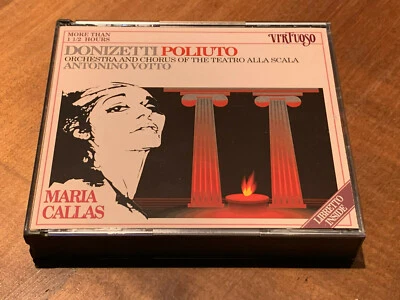 MORE THAN
1 1/2 HOURS
VIRTUOSO
DONIZETTI POLIUTO
ORCHESTRA AND CHORUS OF THE TEATRO ALLA SCALA
ANTONINO VOTTO
MARIA
CALLAS
LIBRETTO
INSIDE